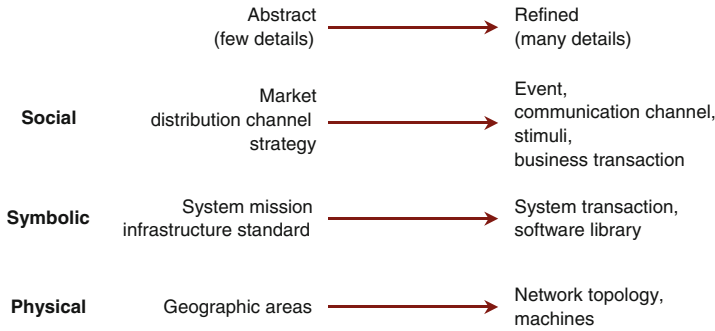 Abstract
(few details)
Refined
(many details)
Social
Market
distribution channel
strategy
Event,
communication channel,
stimuli,
business transaction
Symbolic
System mission
infrastructure standard
System transaction,
software library
Physical
Geographic areas
Network topology,
machines